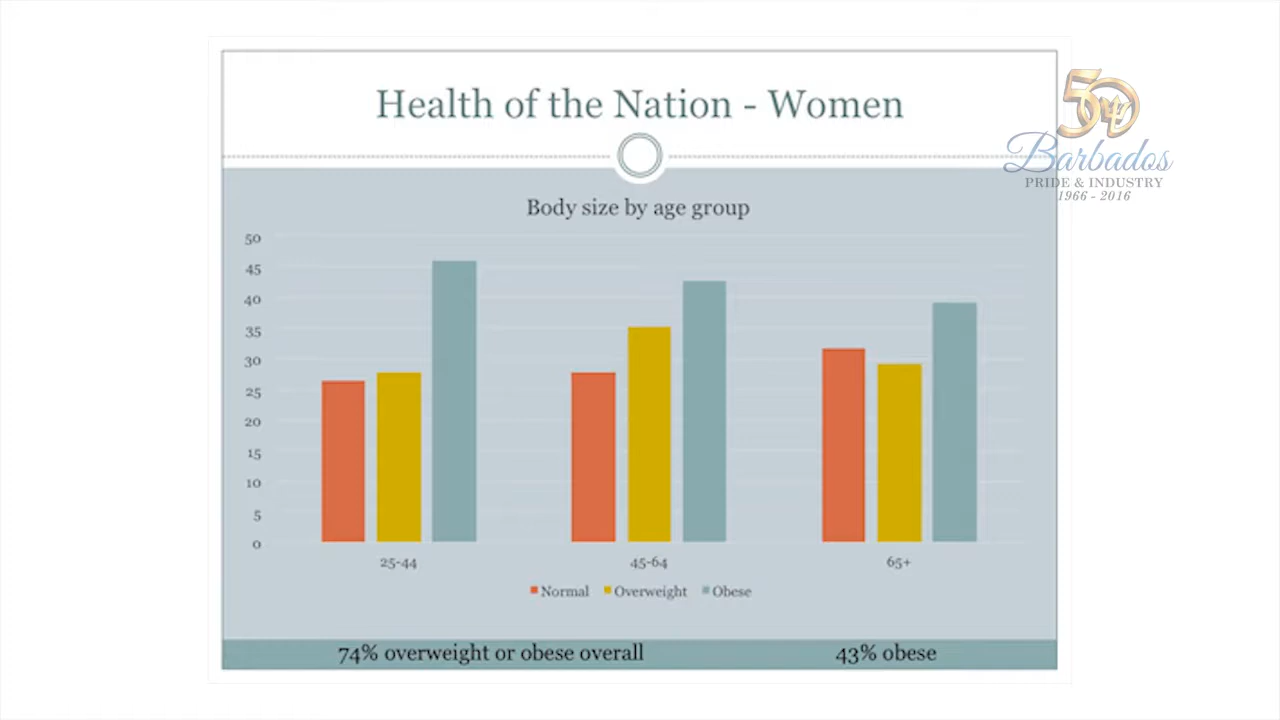 Health of the Nation - Women
50
Barbados
PRIDE & INDUSTRY
1966 - 2016
Body size by age group
50
45
40
35
30
25
20
15
10
5
0
25-44 45-64 65+
Normal Overweight Obese
74% overweight or obese overall 43% obese